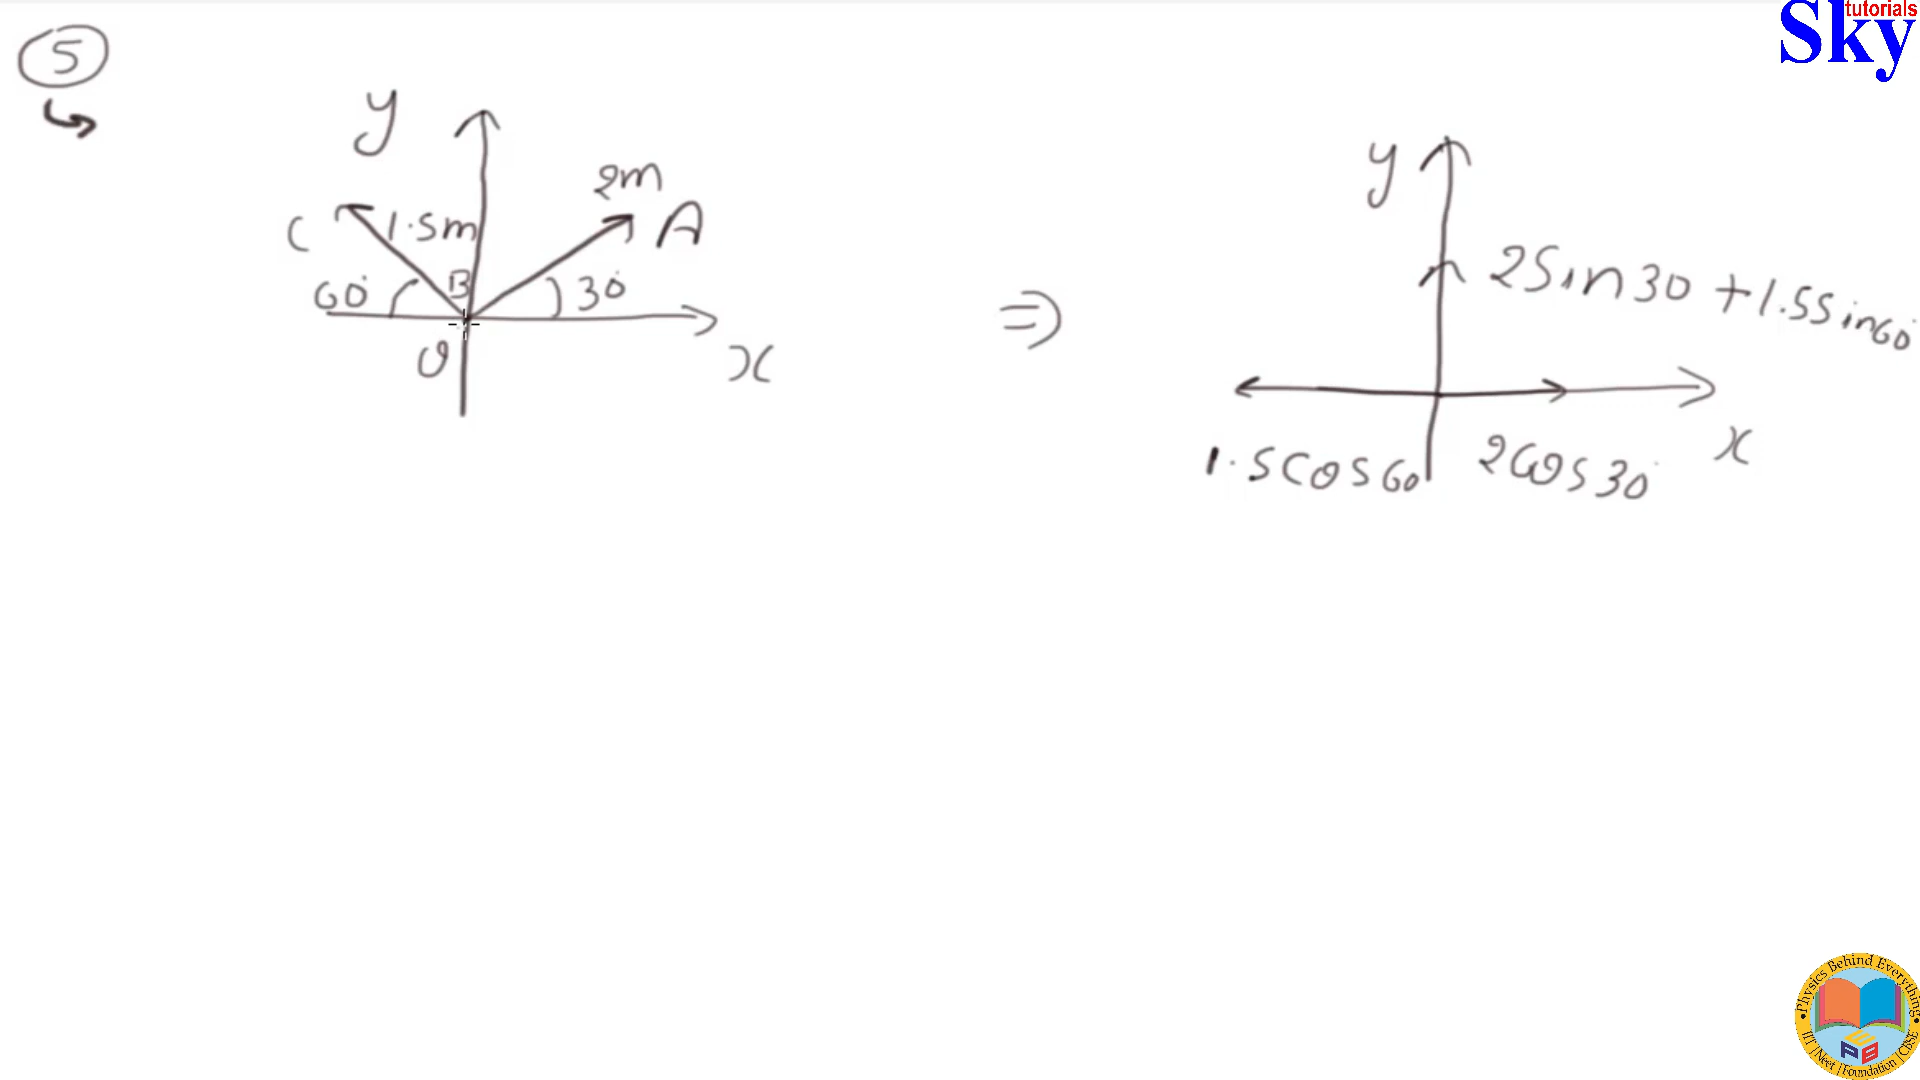 tutorials
Sky
5
y
2m
C
1.5m
A
60°
B
30°
O
x
⇒
y
2Sin30 + 1.5Sin60°
1.5Cos60
2Cos30°
x
Physics Behind Everything
PEB
IIT | Neet | Foundation | CBSE